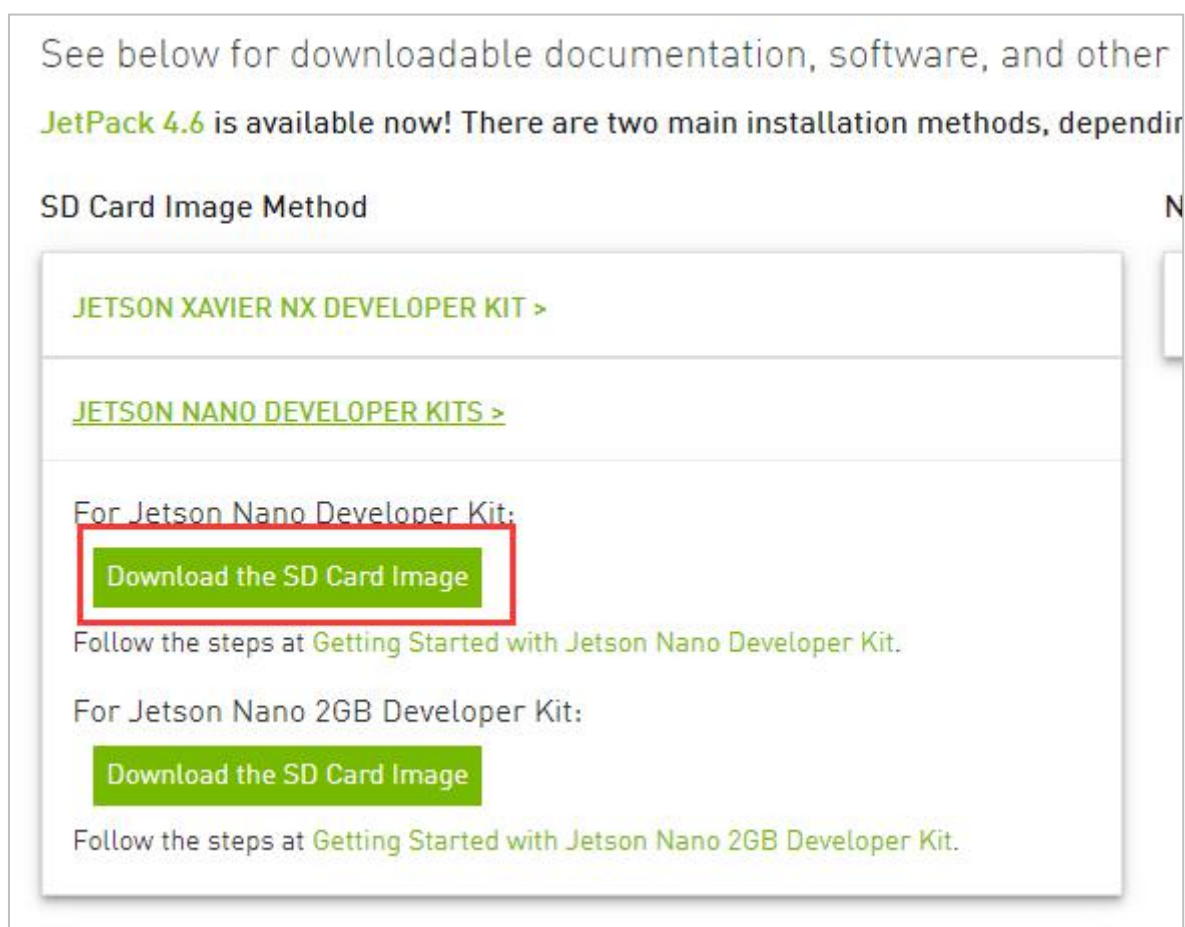 See below for downloadable documentation, software, and other
JetPack 4.6 is available now! There are two main installation methods,
SD Card Image Method
JETSON XAVIER NX DEVELOPER KIT >
JETSON NANO DEVELOPER KITS >
For Jetson Nano Developer Kit:
Download the SD Card Image
Follow the steps at Getting Started with Jetson Nano Developer Kit.
For Jetson Nano 2GB Developer Kit:
Download the SD Card Image
Follow the steps at Getting Started with Jetson Nano 2GB Developer Kit.